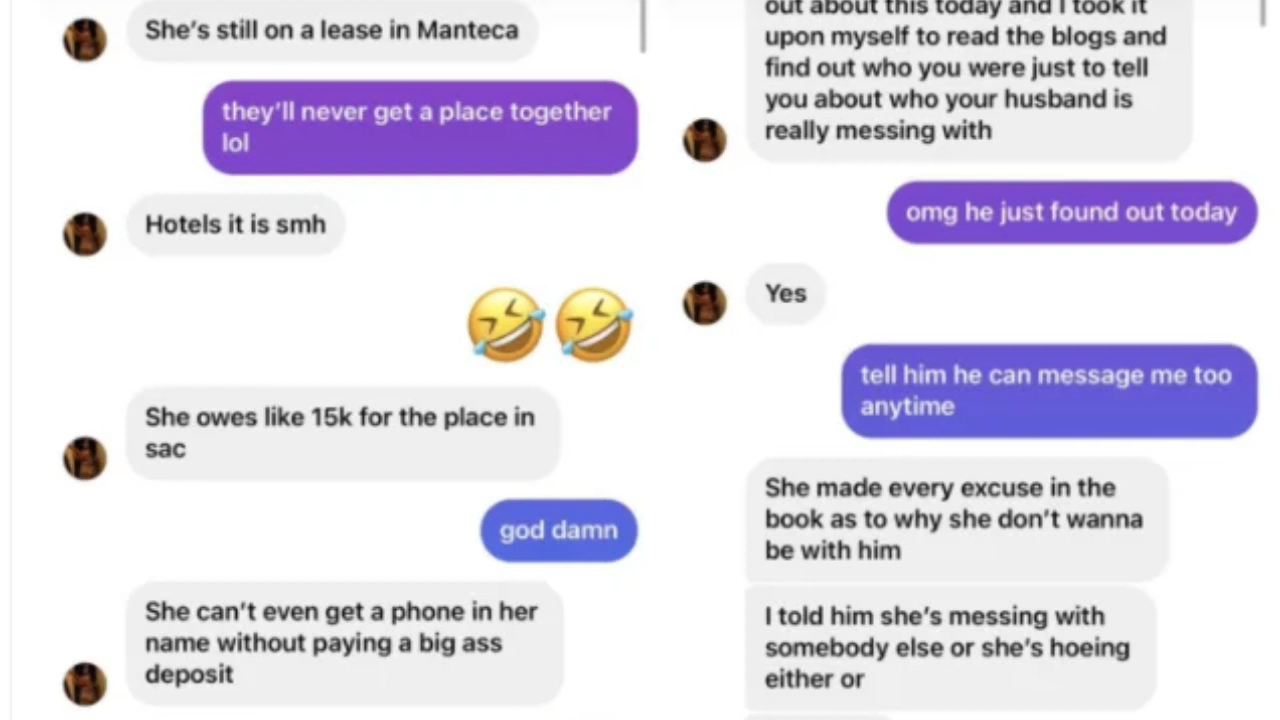 She's still on a lease in Manteca
they'll never get a place together
lol
Hotels it is smh
She owes like 15k for the place in
sac
god damn
She can't even get a phone in her
name without paying a big ass
deposit
out about this today and I took it
upon myself to read the blogs and
find out who you were just to tell
you about who your husband is
really messing with
omg he just found out today
Yes
tell him he can message me too
anytime
She made every excuse in the
book as to why she don't wanna
be with him
I told him she's messing with
somebody else or she's hoeing
either or